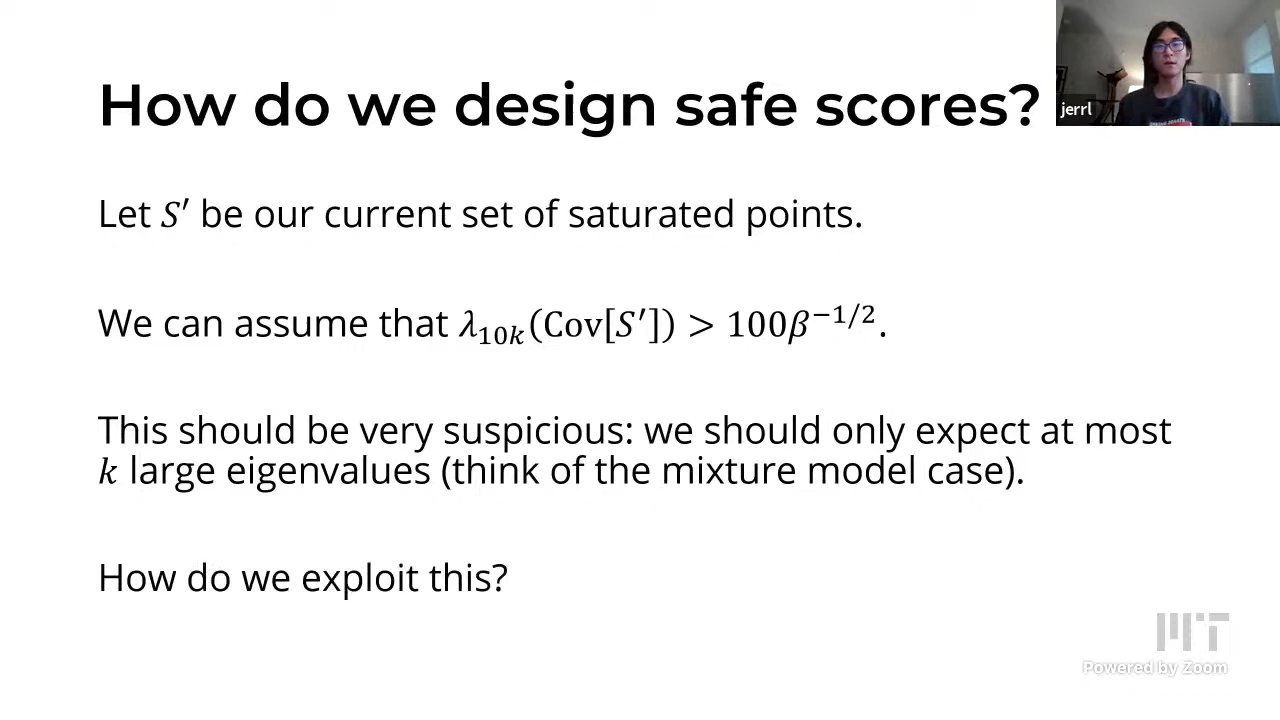 How do we design safe scores?
jerrl
Let S′ be our current set of saturated points.
We can assume that λ₁₀ₖ(Cov[S′]) > 100β⁻¹/².
This should be very suspicious: we should only expect at most
k large eigenvalues (think of the mixture model case).
How do we exploit this?
MIT
Powered by Zoom